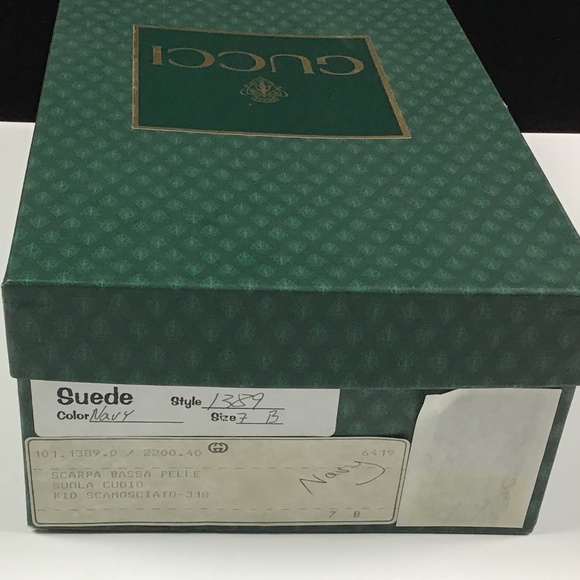 GUCCI
Suede Style 1389
Color Navy Size 7 B
101.1389.0 / 2200.40 6419
SCARPA BASSA PELLE
SUOLA CUOIO
KID SCAMOSCIATO-318
Navy
7 B